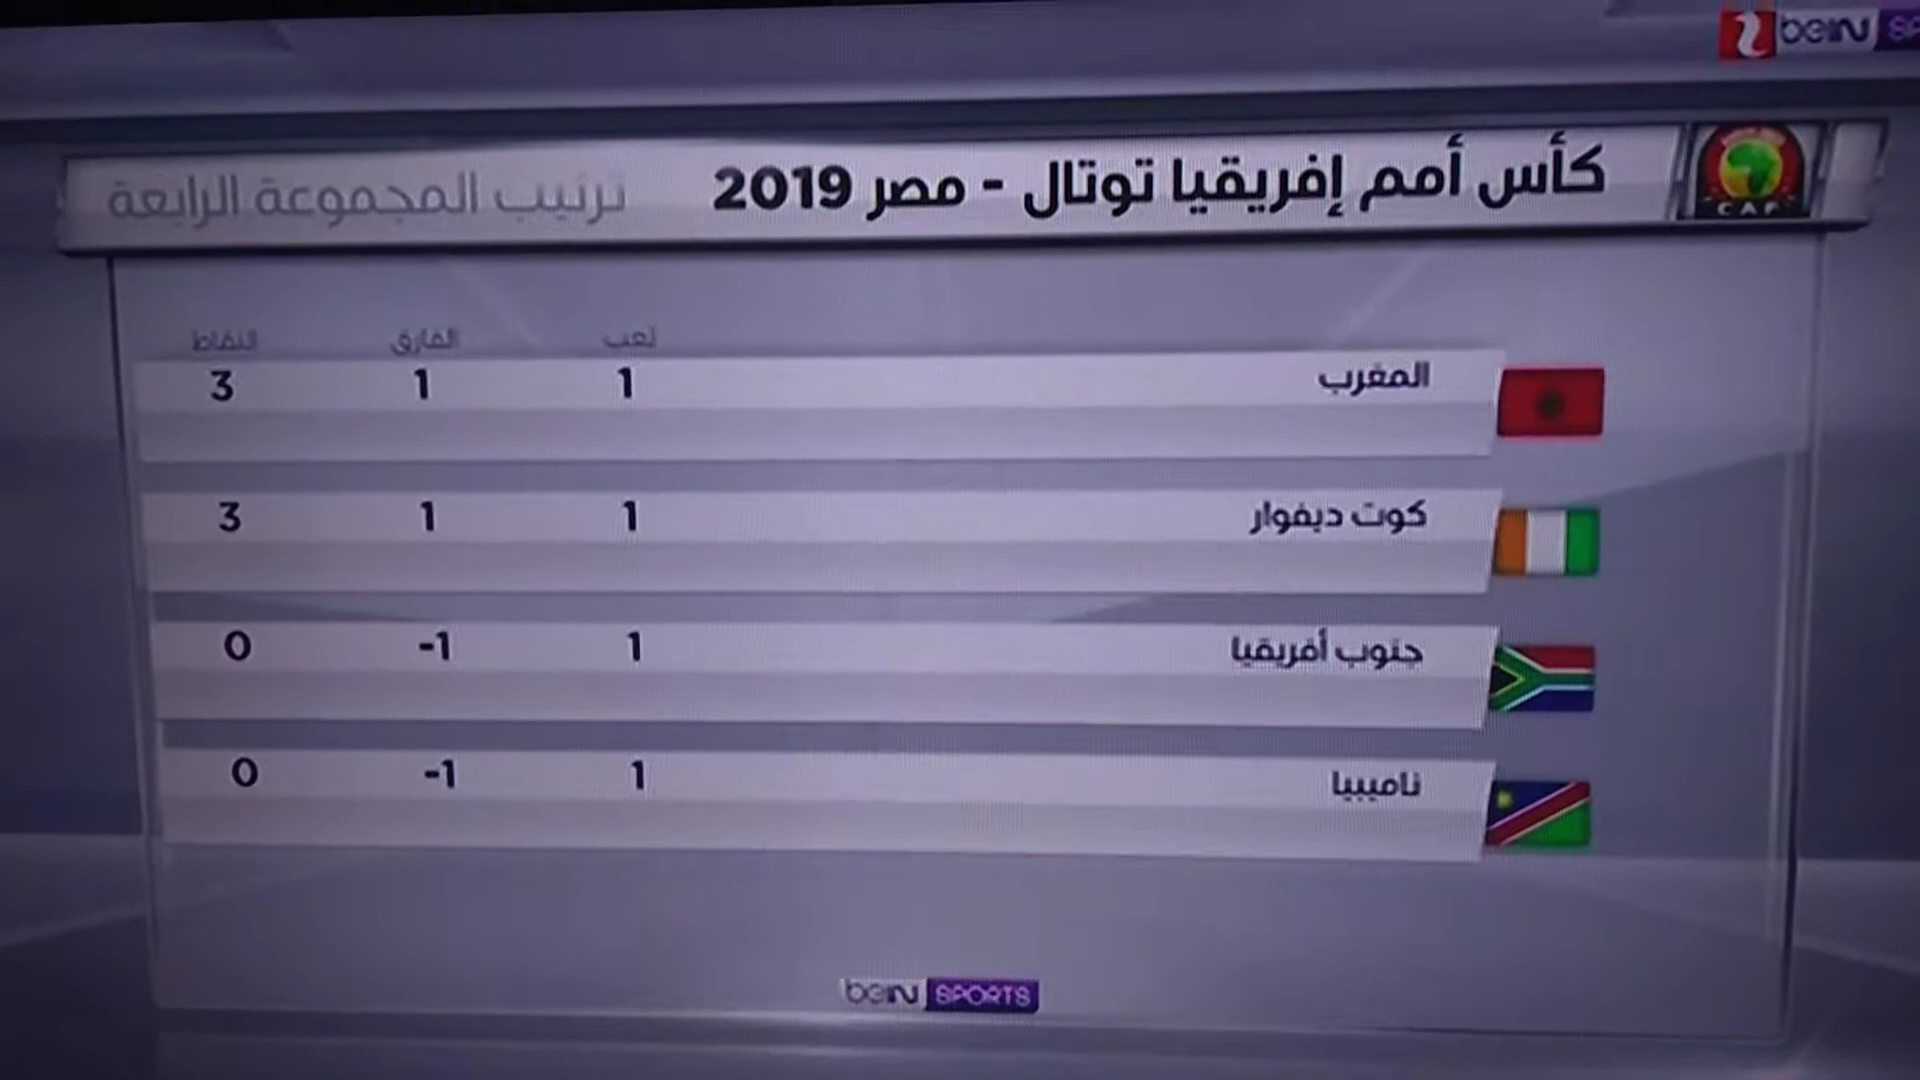 beIN SP
كأس أمم إفريقيا توتال - مصر 2019 ترتيب المجموعة الرابعة
CAF
لعب الفارق النقاط
المغرب 1 1 3
كوت ديفوار 1 1 3
جنوب أفريقيا 1 -1 0
ناميبيا 1 -1 0
beIN SPORTS